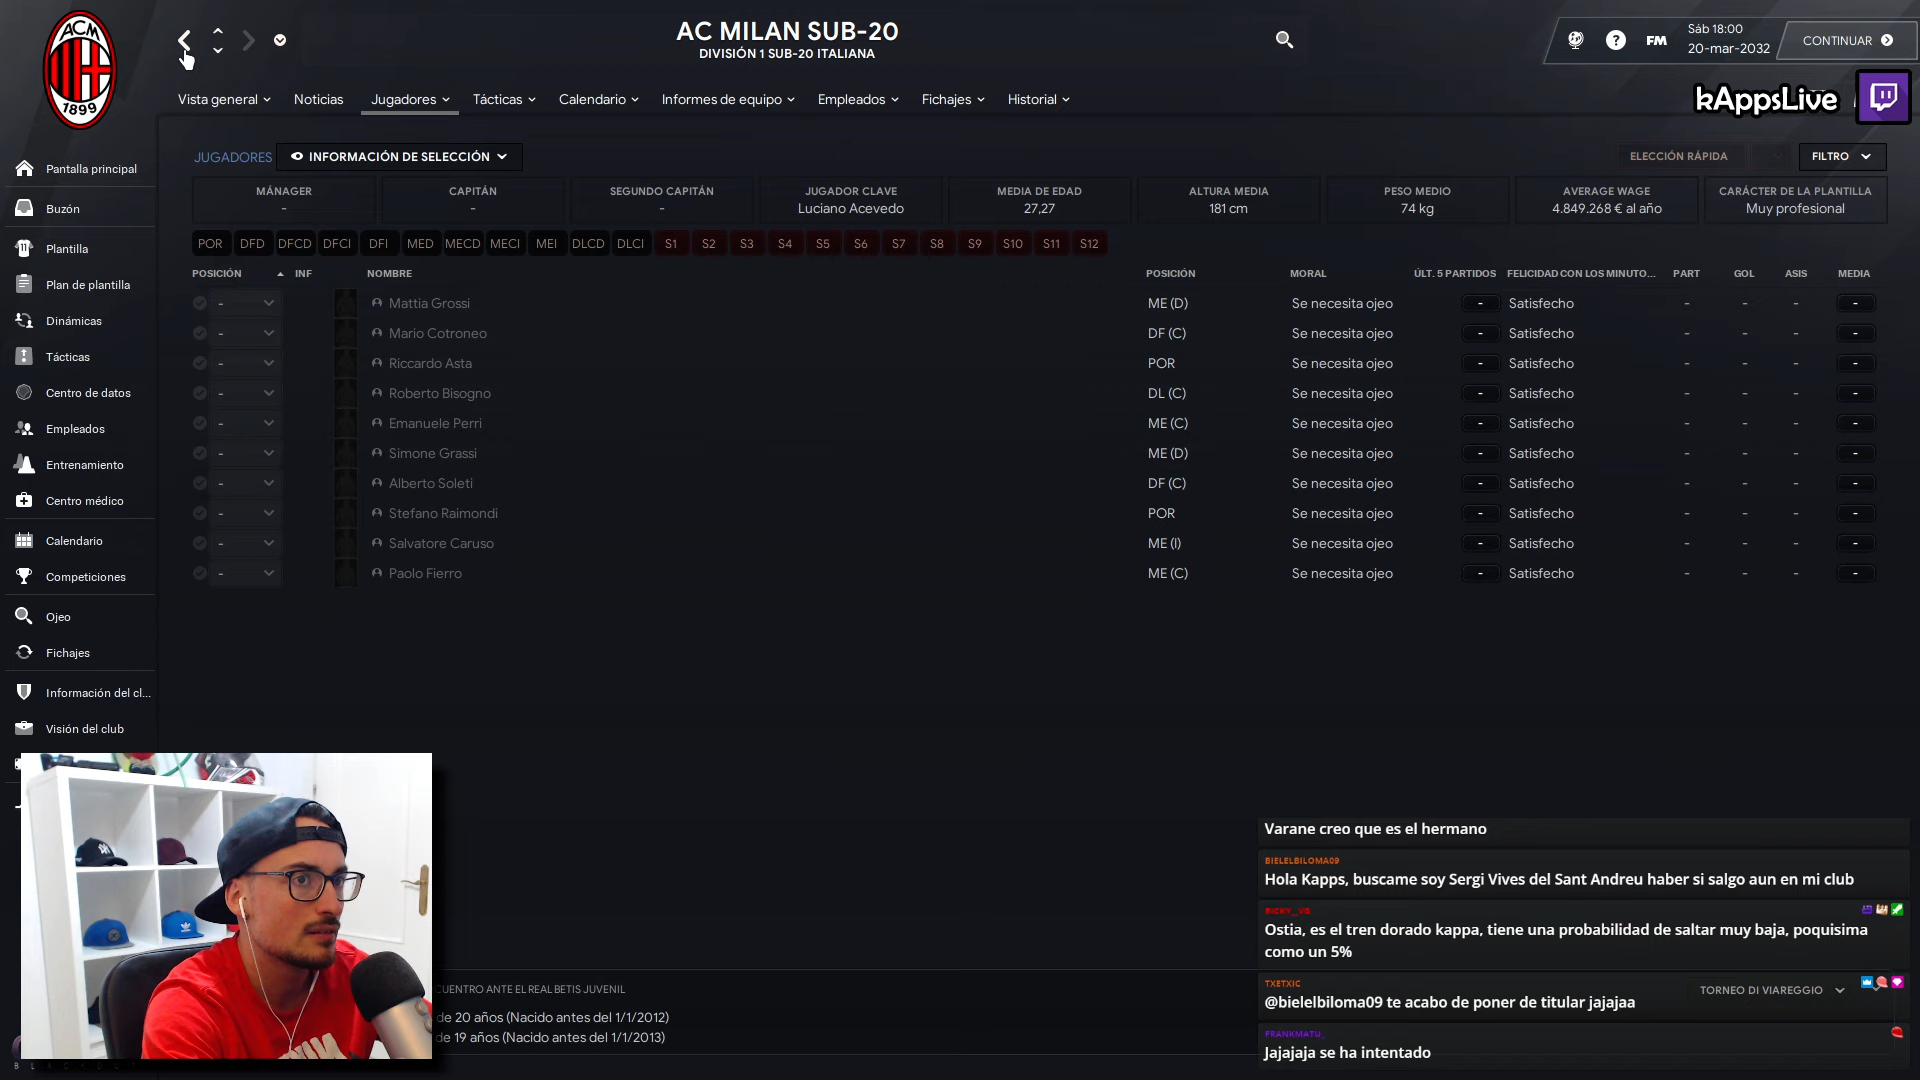 ACM
1899
AC MILAN SUB-20
DIVISIÓN 1 SUB-20 ITALIANA
FM
Sáb 18:00
20-mar-2032
CONTINUAR
kAppsLive
Vista general
Noticias
Jugadores
Tácticas
Calendario
Informes de equipo
Empleados
Fichajes
Historial
Pantalla principal
Buzón
Plantilla
Plan de plantilla
Dinámicas
Tácticas
Centro de datos
Empleados
Entrenamiento
Centro médico
Calendario
Competiciones
Ojeo
Fichajes
Información del cl...
Visión del club
JUGADORES
INFORMACIÓN DE SELECCIÓN
ELECCIÓN RÁPIDA
FILTRO
MÁNAGER
-
CAPITÁN
-
SEGUNDO CAPITÁN
-
JUGADOR CLAVE
Luciano Acevedo
MEDIA DE EDAD
27,27
ALTURA MEDIA
181 cm
PESO MEDIO
74 kg
AVERAGE WAGE
4.849.268 € al año
CARÁCTER DE LA PLANTILLA
Muy profesional
POR DFD DFCD DFCI DFI MED MECD MECI MEI DLCD DLCI S1 S2 S3 S4 S5 S6 S7 S8 S9 S10 S11 S12
POSICIÓN INF NOMBRE POSICIÓN MORAL ÚLT. 5 PARTIDOS FELICIDAD CON LOS MINUTO... PART GOL ASIS MEDIA
- Mattia Grossi ME (D) Se necesita ojeo - Satisfecho - - - -
- Mario Cotroneo DF (C) Se necesita ojeo - Satisfecho - - - -
- Riccardo Asta POR Se necesita ojeo - Satisfecho - - - -
- Roberto Bisogno DL (C) Se necesita ojeo - Satisfecho - - - -
- Emanuele Perri ME (C) Se necesita ojeo - Satisfecho - - - -
- Simone Grassi ME (D) Se necesita ojeo - Satisfecho - - - -
- Alberto Soleti DF (C) Se necesita ojeo - Satisfecho - - - -
- Stefano Raimondi POR Se necesita ojeo - Satisfecho - - - -
- Salvatore Caruso ME (I) Se necesita ojeo - Satisfecho - - - -
- Paolo Fierro ME (C) Se necesita ojeo - Satisfecho - - - -
CUENTRO ANTE EL REAL BETIS JUVENIL
de 20 años (Nacido antes del 1/1/2012)
de 19 años (Nacido antes del 1/1/2013)
TORNEO DI VIAREGGIO
Varane creo que es el hermano
BIELELBILOMA09
Hola Kapps, buscame soy Sergi Vives del Sant Andreu haber si salgo aun en mi club
Ostia, es el tren dorado kappa, tiene una probabilidad de saltar muy baja, poquisima
como un 5%
TXETXIC
@bielelbiloma09 te acabo de poner de titular jajajaa
FRANKMATU_
Jajajaja se ha intentado